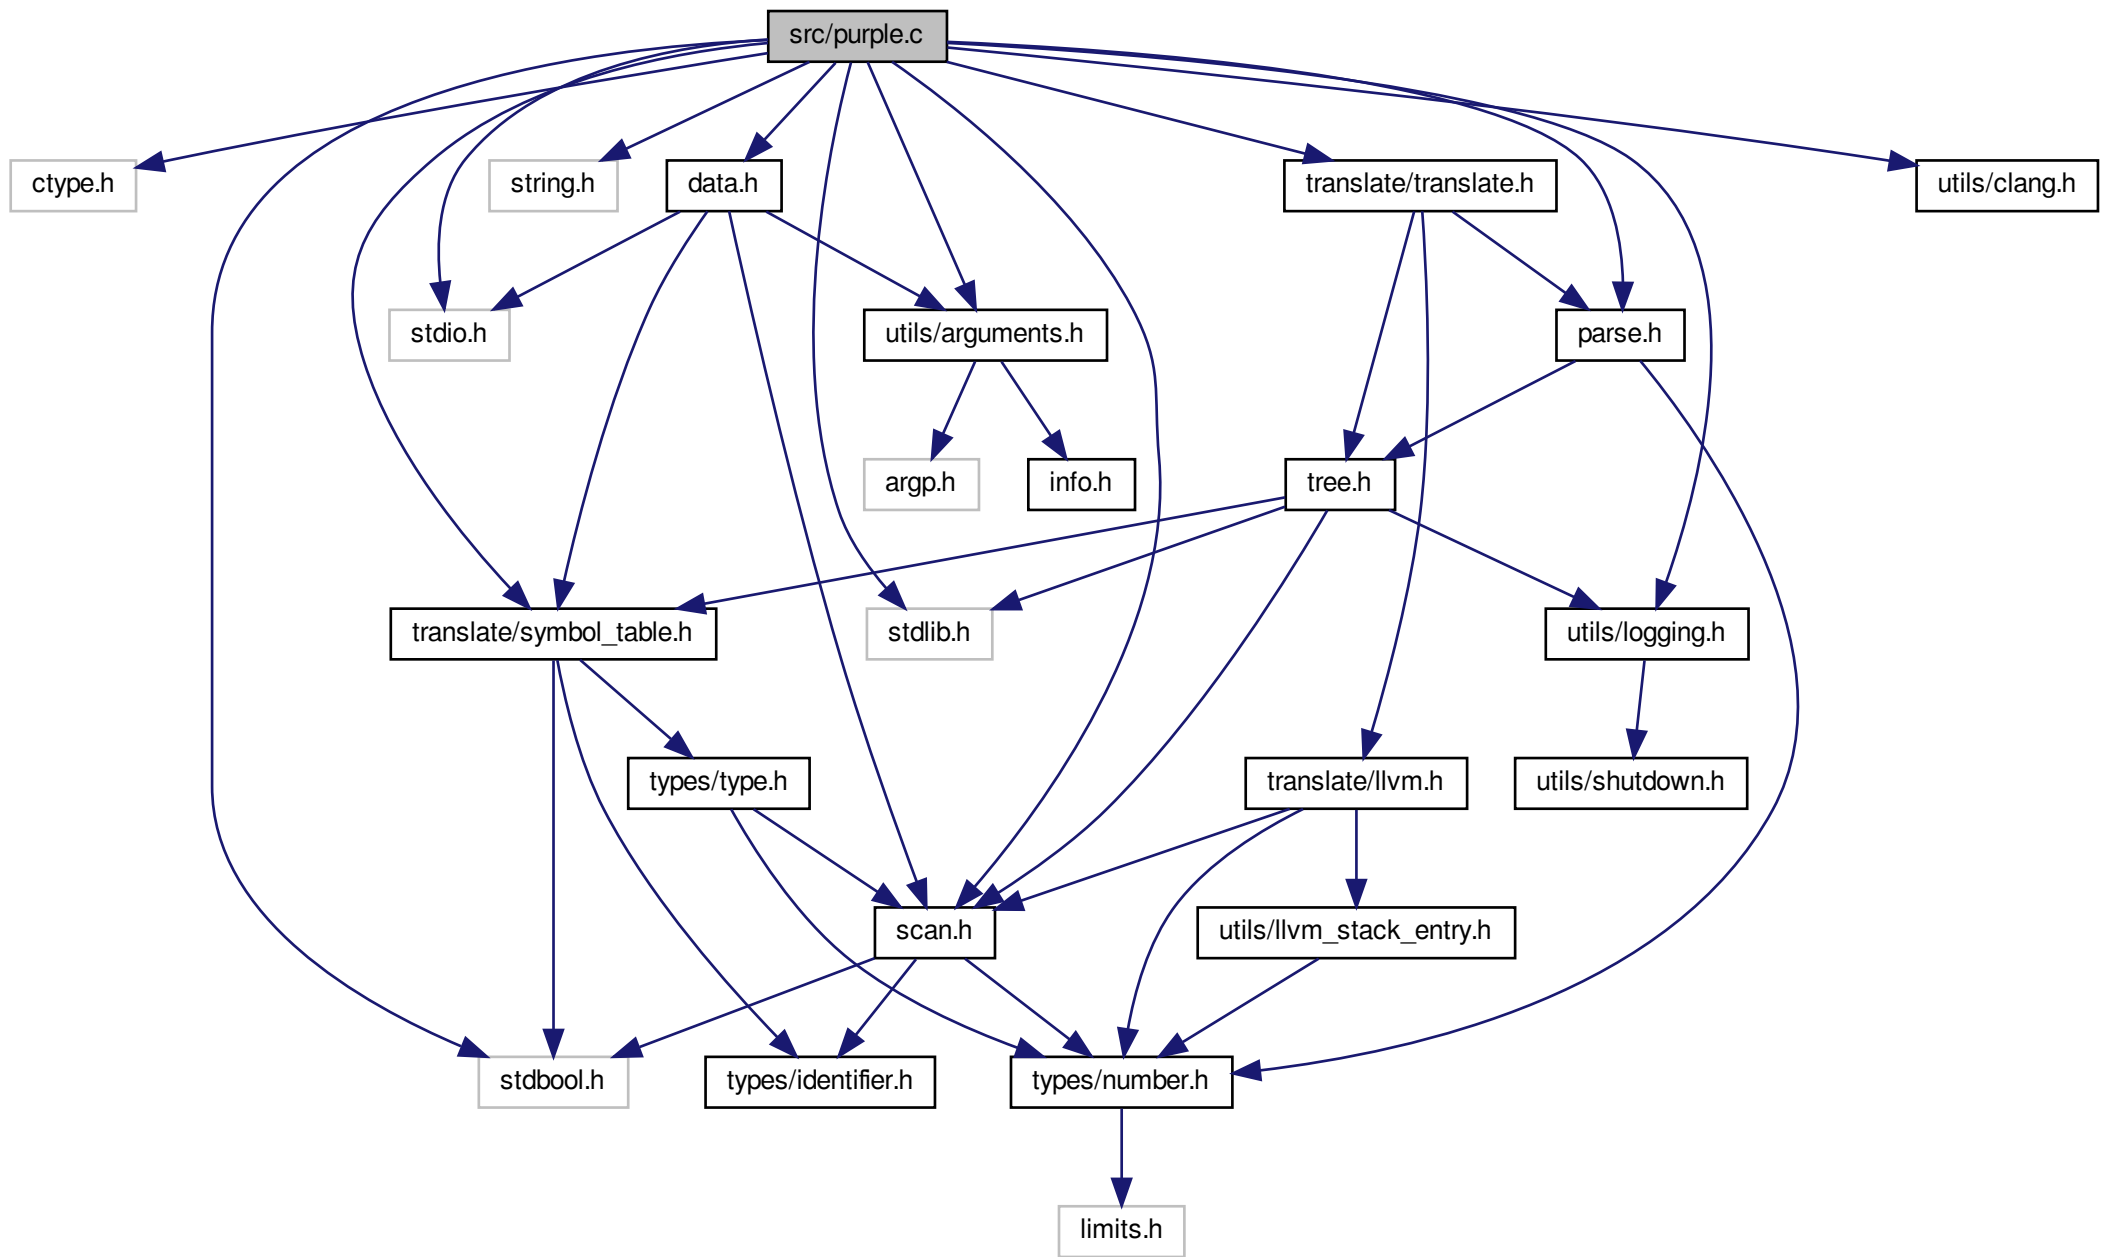 src/purple.c
ctype.h
string.h
data.h
translate/translate.h
utils/clang.h
stdio.h
utils/arguments.h
parse.h
argp.h
info.h
tree.h
translate/symbol_table.h
stdlib.h
utils/logging.h
types/type.h
translate/llvm.h
utils/shutdown.h
scan.h
utils/llvm_stack_entry.h
stdbool.h
types/identifier.h
types/number.h
limits.h